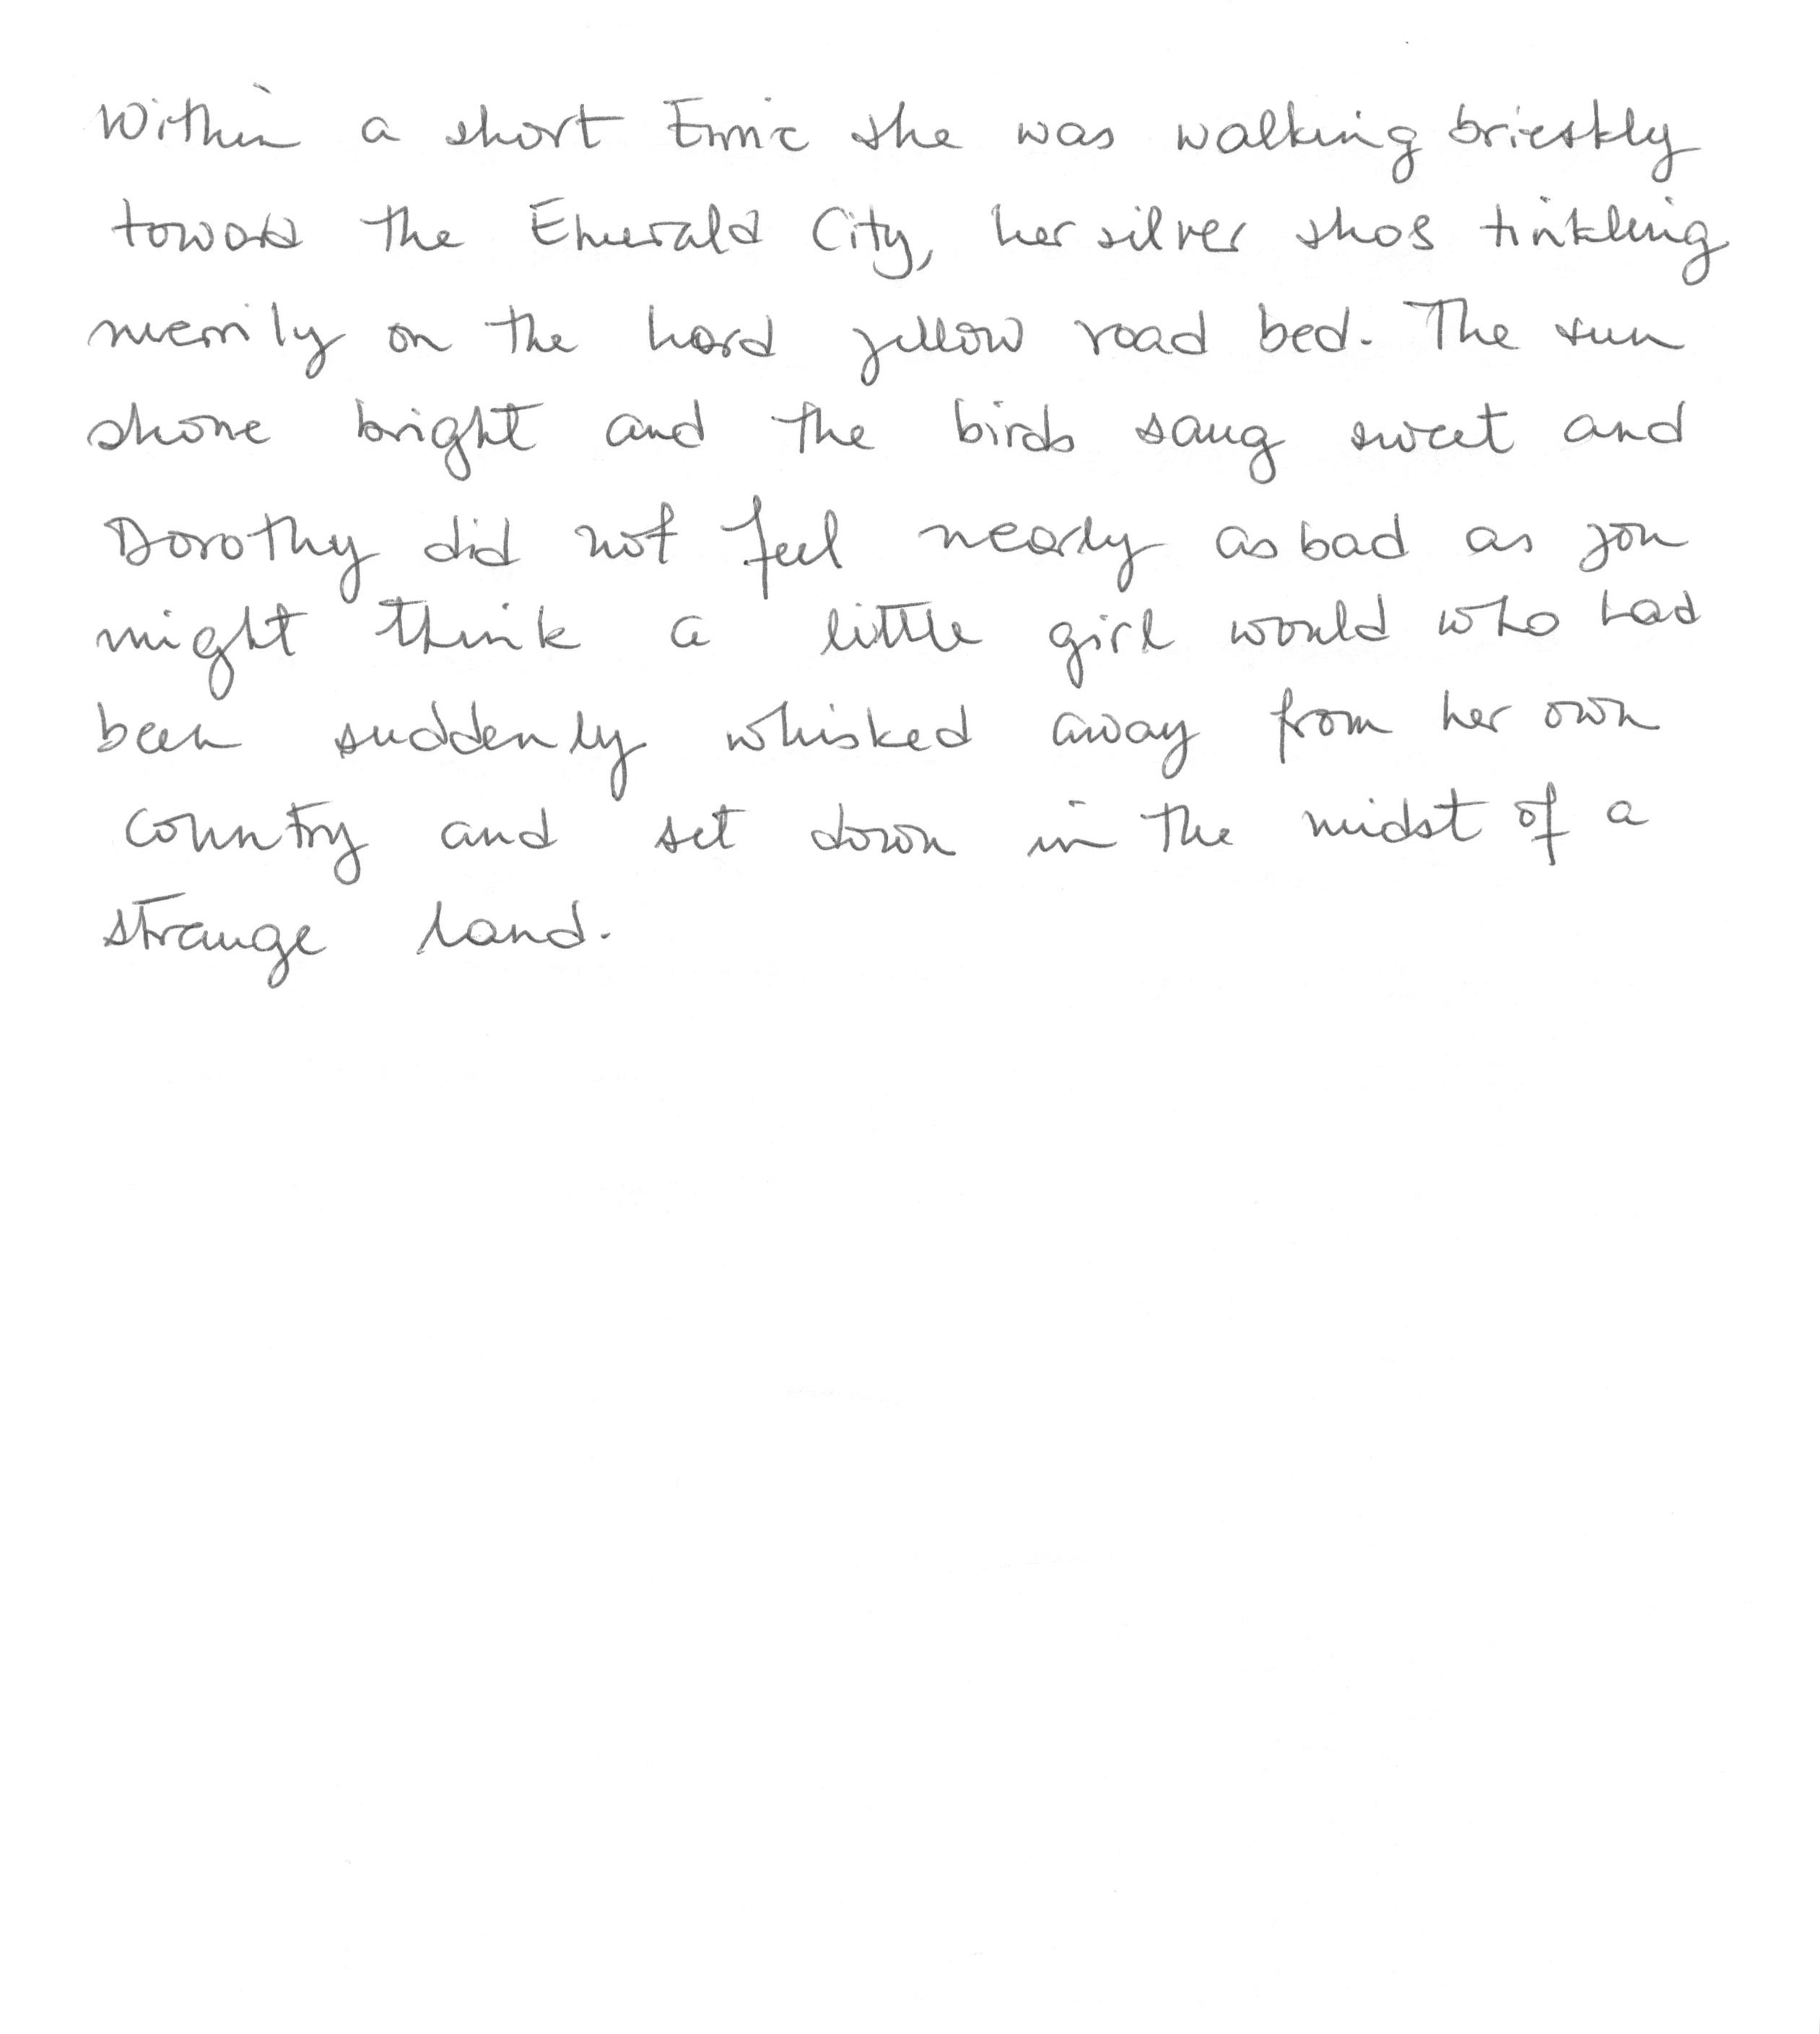 Within a short time she was walking brieskly
toward the Emerald City, her silver shos tinkling
merrily on the hard yellow road bed. The sun
shone bright and the birds sang sweet and
Dorothy did not feel nearly as bad as you
might think a little girl would who had
been suddenly whisked away from her own
country and set down in the midst of a
strange land.